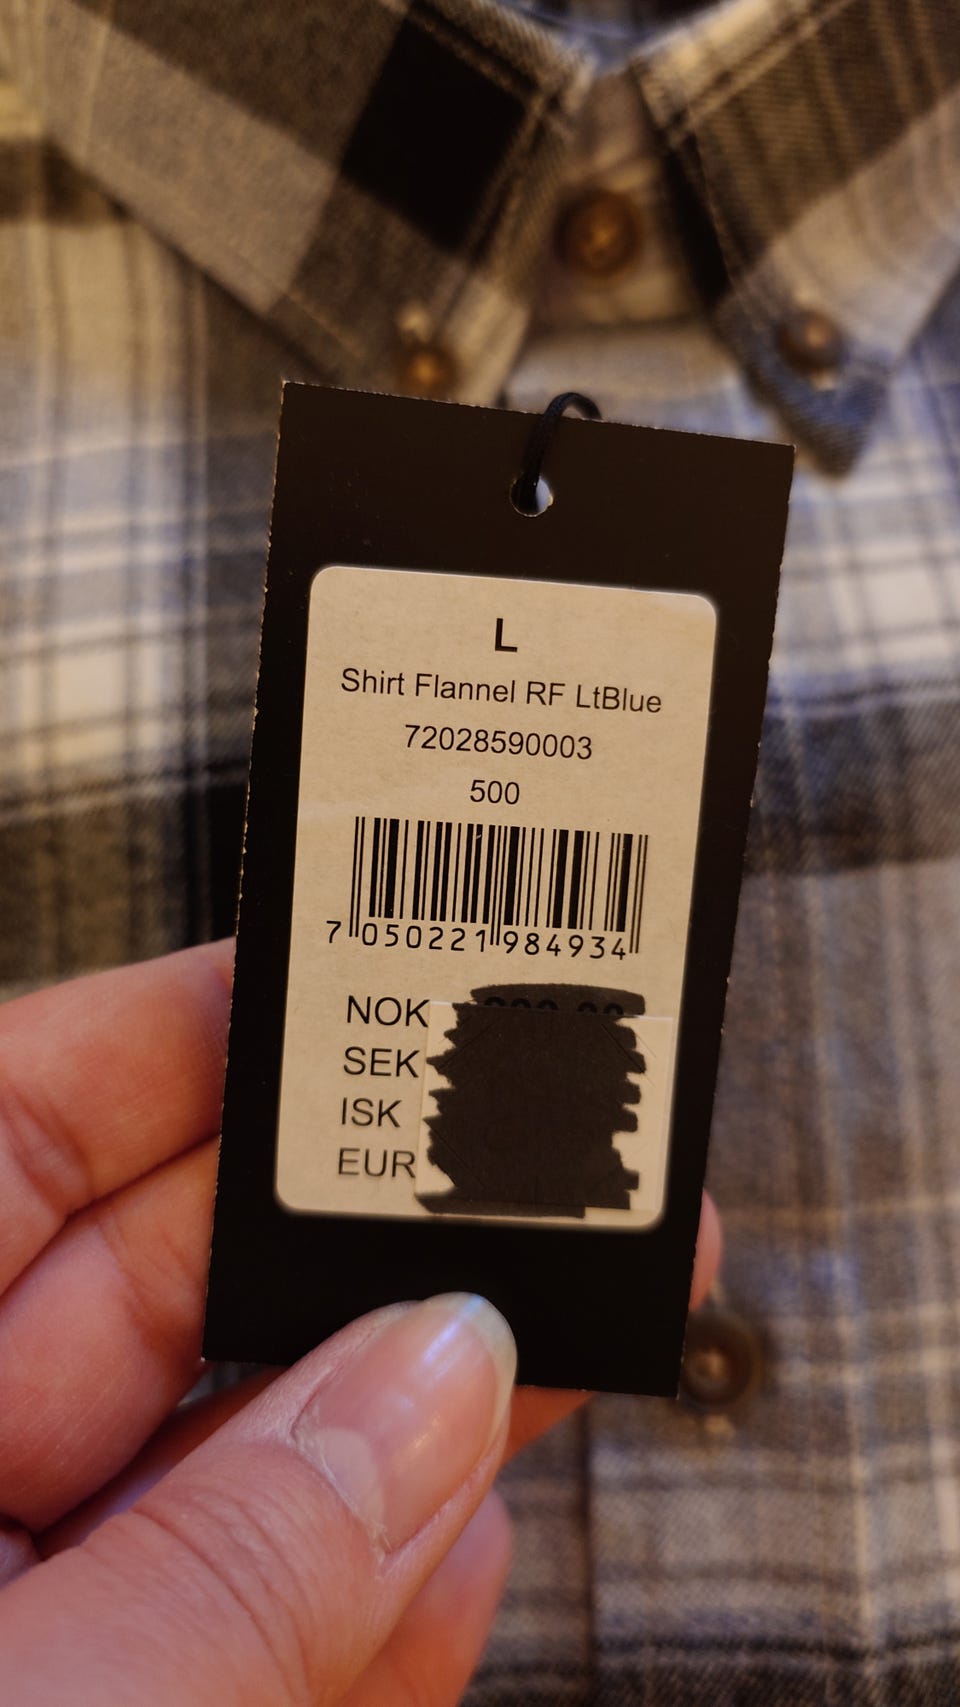 L
Shirt Flannel RF LtBlue
72028590003
500
7 050221 984934
NOK
SEK
ISK
EUR